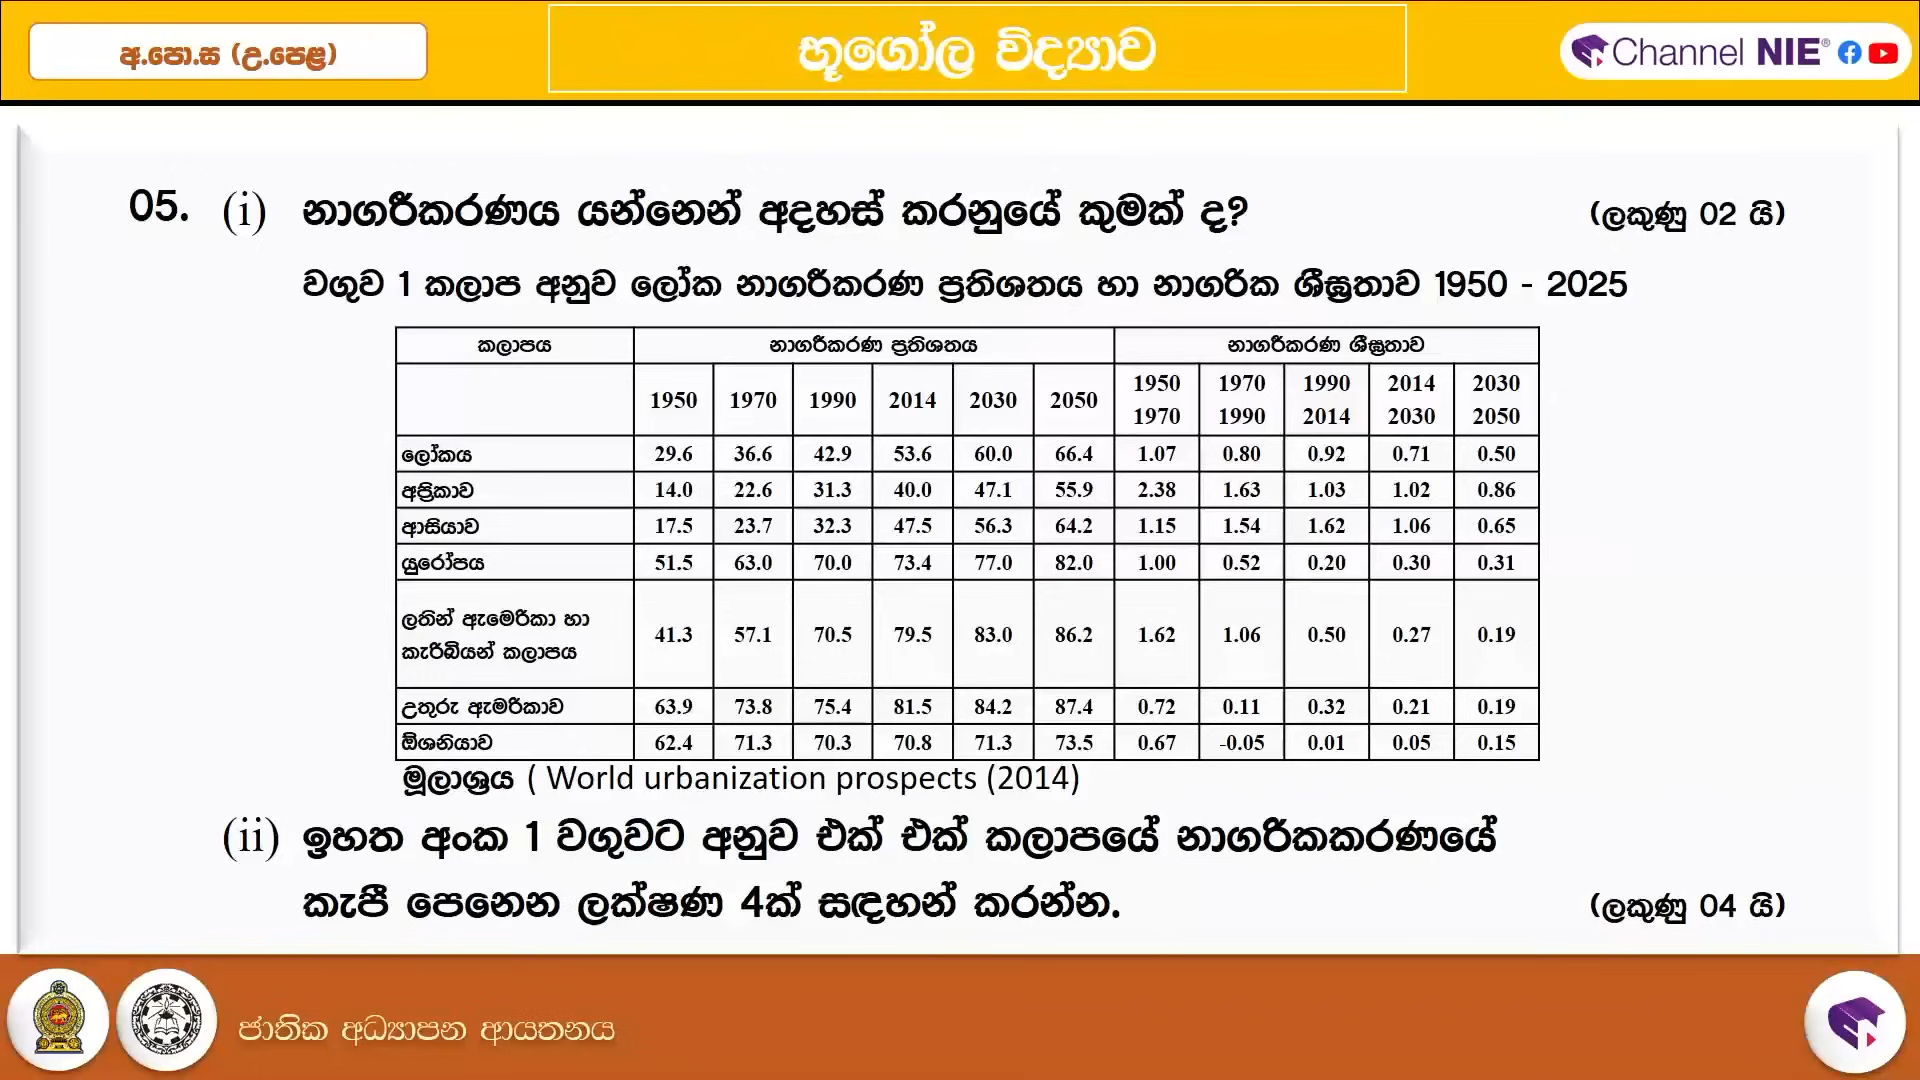 අ.පො.ස (උ.පෙළ)
භූගෝල විද්‍යාව
Channel NIE®
05. (i) නාගරීකරණය යන්නෙන් අදහස් කරනුයේ කුමක් ද? (ලකුණු 02 යි)
වගුව 1 කලාප අනුව ලෝක නාගරීකරණ ප්‍රතිශතය හා නාගරික ශීඝ්‍රතාව 1950 - 2025
කලාපය නාගරීකරණ ප්‍රතිශතය නාගරීකරණ ශීඝ්‍රතාව
1950 1970 1990 2014 2030 2050 1950 1970 1970 1990 1990 2014 2014 2030 2030 2050
ලෝකය 29.6 36.6 42.9 53.6 60.0 66.4 1.07 0.80 0.92 0.71 0.50
අප්‍රිකාව 14.0 22.6 31.3 40.0 47.1 55.9 2.38 1.63 1.03 1.02 0.86
ආසියාව 17.5 23.7 32.3 47.5 56.3 64.2 1.15 1.54 1.62 1.06 0.65
යුරෝපය 51.5 63.0 70.0 73.4 77.0 82.0 1.00 0.52 0.20 0.30 0.31
ලතින් ඇමෙරිකා හා
කැරිබියන් කලාපය 41.3 57.1 70.5 79.5 83.0 86.2 1.62 1.06 0.50 0.27 0.19
උතුරු ඇමරිකාව 63.9 73.8 75.4 81.5 84.2 87.4 0.72 0.11 0.32 0.21 0.19
ඕශනියාව 62.4 71.3 70.3 70.8 71.3 73.5 0.67 -0.05 0.01 0.05 0.15
මූලාශ්‍රය ( World urbanization prospects (2014)
(ii) ඉහත අංක 1 වගුවට අනුව එක් එක් කලාපයේ නාගරිකකරණයේ
කැපී පෙනෙන ලක්ෂණ 4ක් සඳහන් කරන්න. (ලකුණු 04 යි)
ජාතික අධ්‍යාපන ආයතනය